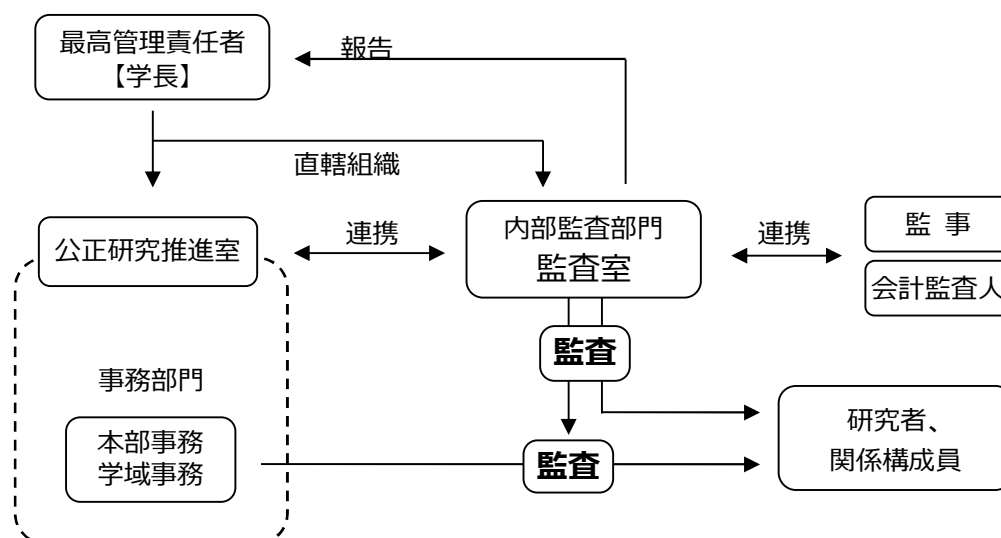 最高管理責任者
【学長】
報告
直轄組織
公正研究推進室
連携
内部監査部門
監査室
連携
監 事
会計監査人
監査
事務部門
本部事務
学域事務
監査
研究者、
関係構成員